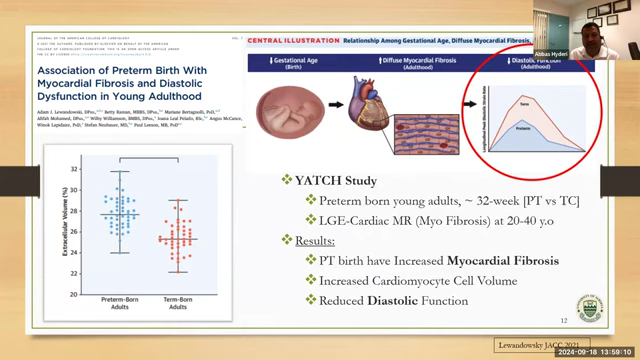 JOURNAL OF THE AMERICAN COLLEGE OF CARDIOLOGY
Association of Preterm Birth With
Myocardial Fibrosis and Diastolic
Dysfunction in Young Adulthood
CENTRAL ILLUSTRATION Relationship Among Gestational Age, Diffuse Myocardial Fibrosis,
Gestational Age
(Birth)
Diffuse Myocardial Fibrosis
(Adulthood)
Diastolic Function
(Adulthood)
Term
Preterm
Abbas Hyderi
Extracellular Volume (%)
32
30
28
26
24
22
20
Preterm-Born
Adults
Term-Born
Adults
YATCH Study
Preterm born young adults, ~ 32-week [PT vs TC]
LGE-Cardiac MR (Myo Fibrosis) at 20-40 y.o
Results:
PT birth have Increased Myocardial Fibrosis
Increased Cardiomyocyte Cell Volume
Reduced Diastolic Function
12
Lewandowsky JACC 2021
2024-09-18 13:59:10